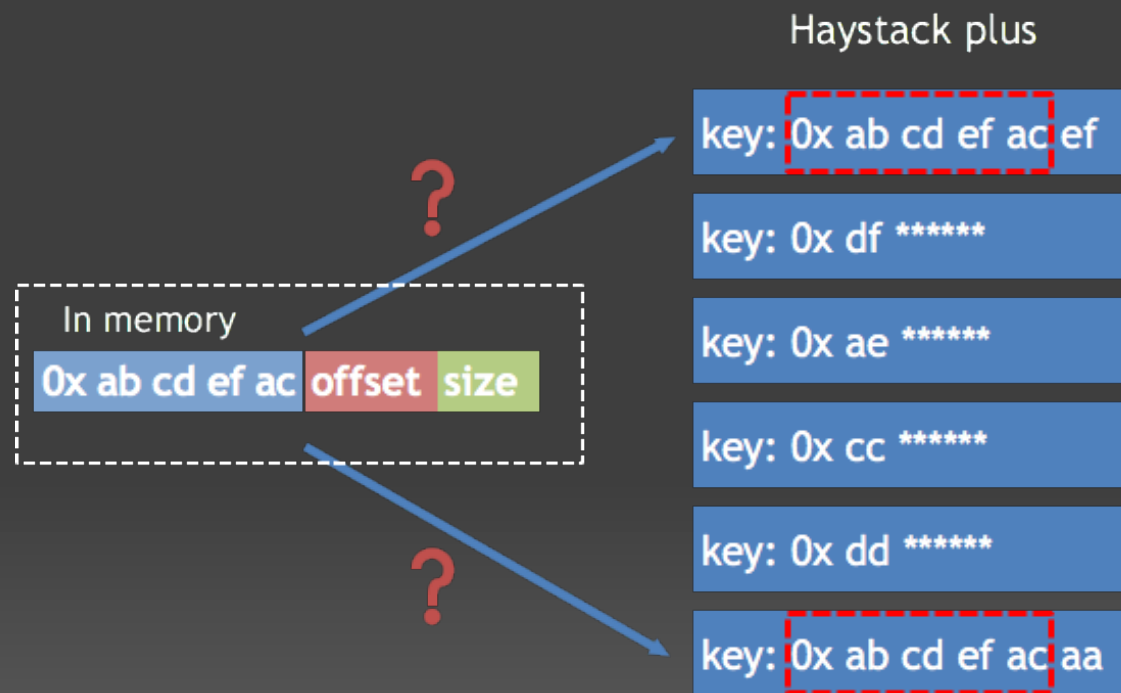 Haystack plus
key: 0x ab cd ef ac ef
?
key: 0x df ******
In memory
key: 0x ae ******
0x ab cd ef ac offset size
key: 0x cc ******
key: 0x dd ******
?
key: 0x ab cd ef ac aa